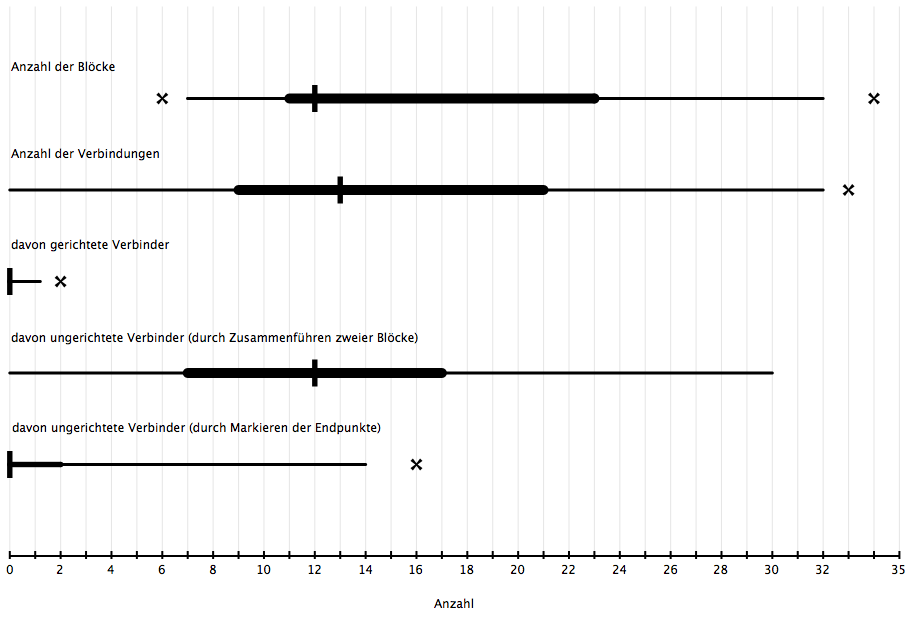 Anzahl der Blöcke
Anzahl der Verbindungen
davon gerichtete Verbinder
davon ungerichtete Verbinder (durch Zusammenführen zweier Blöcke)
davon ungerichtete Verbinder (durch Markieren der Endpunkte)
0 2 4 6 8 10 12 14 16 18 20 22 24 26 28 30 32 35
Anzahl